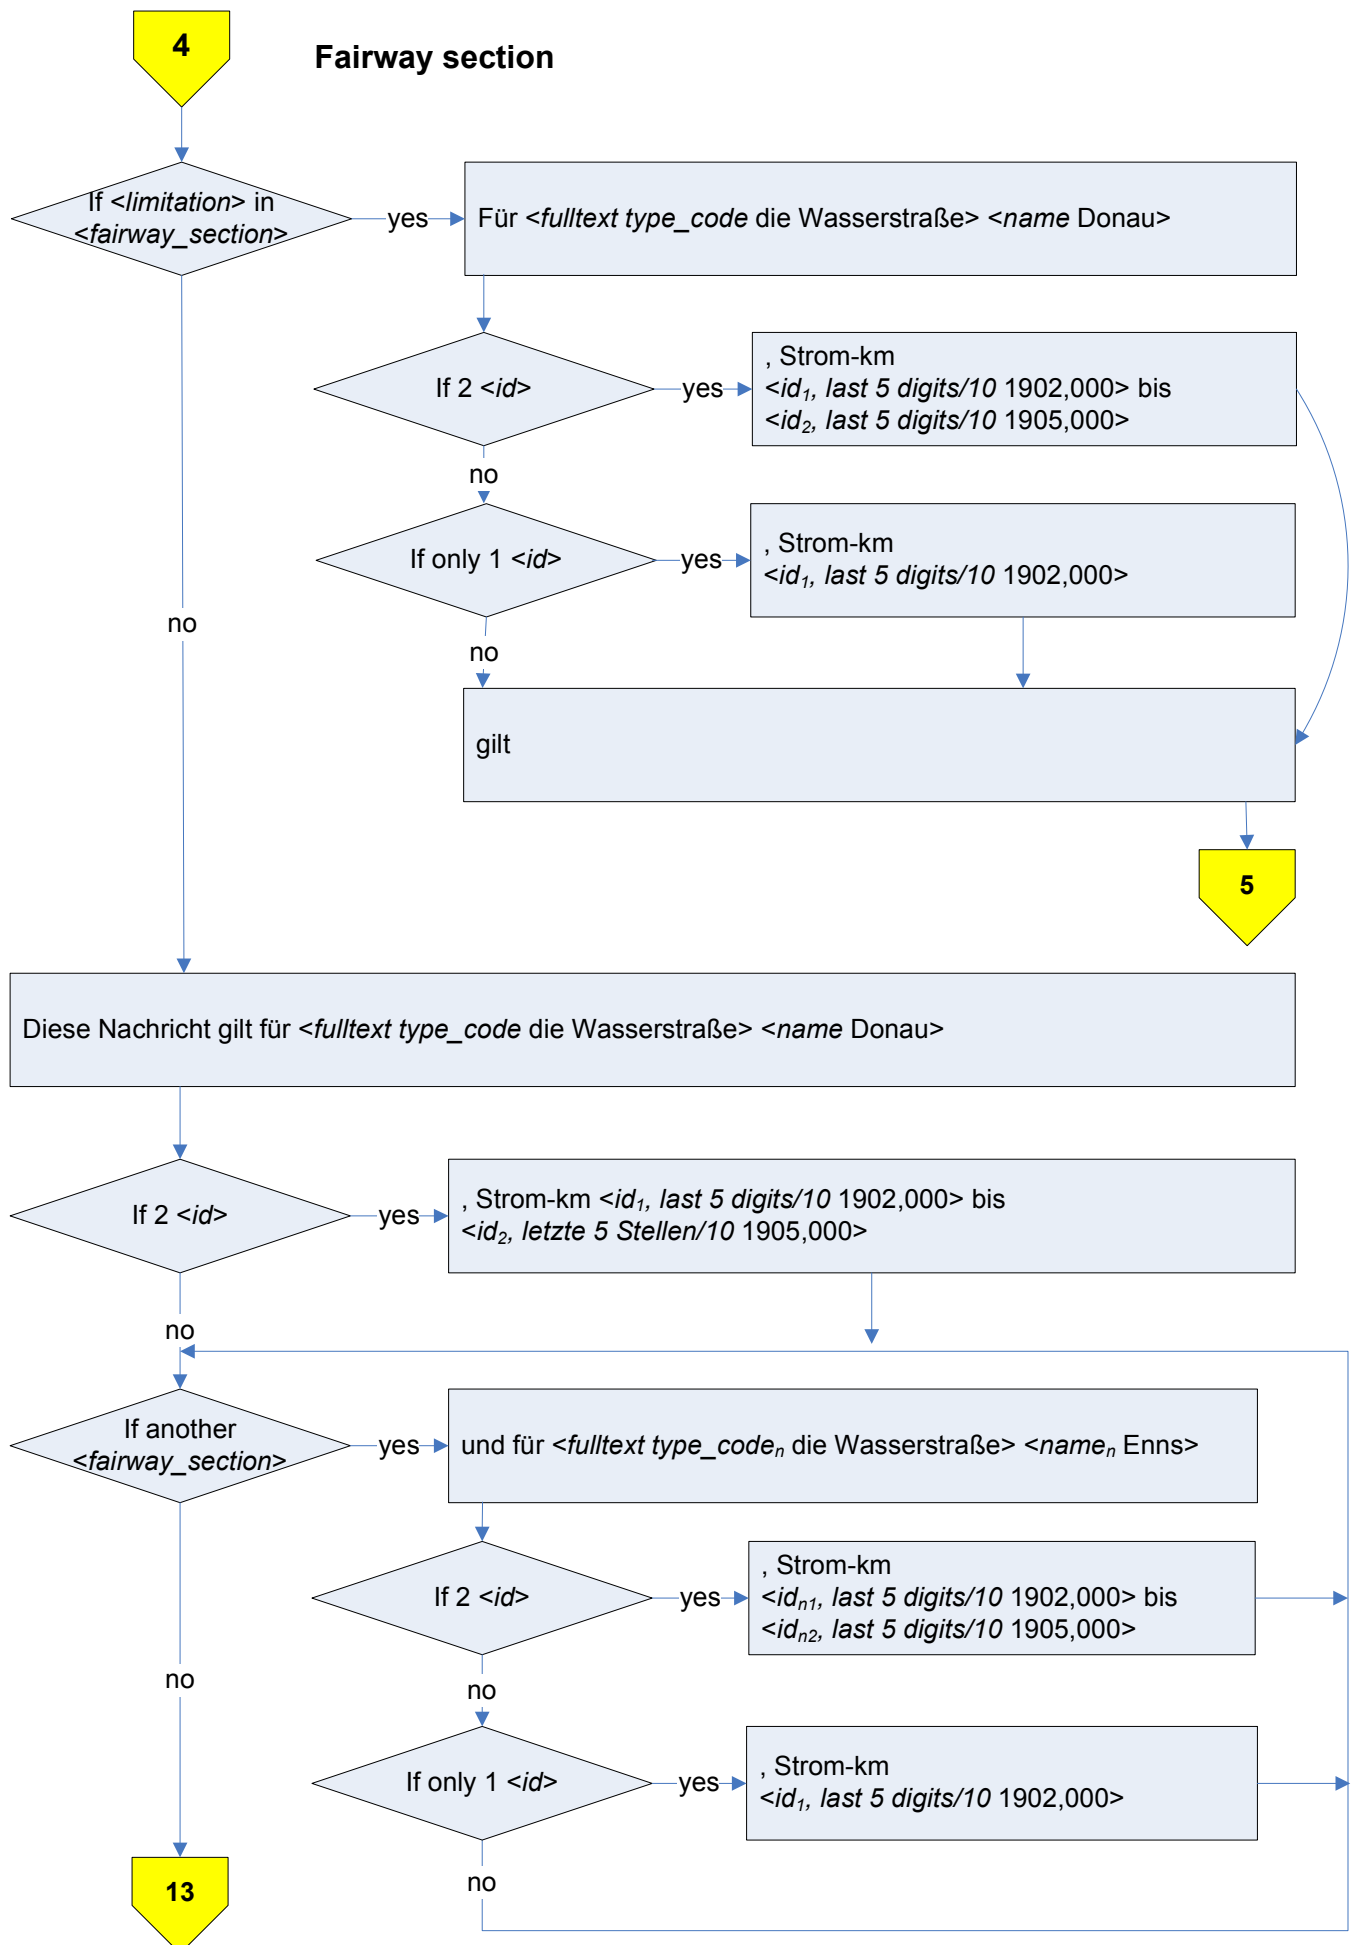 4
Fairway section
If <limitation> in
<fairway_section>
yes
Für <fulltext type_code die Wasserstraße> <name Donau>
If 2 <id>
yes
, Strom-km
<id₁, last 5 digits/10 1902,000> bis
<id₂, last 5 digits/10 1905,000>
no
If only 1 <id>
yes
, Strom-km
<id₁, last 5 digits/10 1902,000>
no
no
gilt
5
Diese Nachricht gilt für <fulltext type_code die Wasserstraße> <name Donau>
If 2 <id>
yes
, Strom-km <id₁, last 5 digits/10 1902,000> bis
<id₂, letzte 5 Stellen/10 1905,000>
no
If another
<fairway_section>
yes
und für <fulltext type_codeₙ die Wasserstraße> <nameₙ Enns>
If 2 <id>
yes
, Strom-km
<idₙ₁, last 5 digits/10 1902,000> bis
<idₙ₂, last 5 digits/10 1905,000>
no
no
If only 1 <id>
yes
, Strom-km
<id₁, last 5 digits/10 1902,000>
no
13